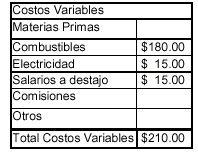 Costos Variables
Materias Primas
Combustibles $180.00
Electricidad $ 15.00
Salarios a destajo $ 15.00
Comisiones
Otros
Total Costos Variables $210.00